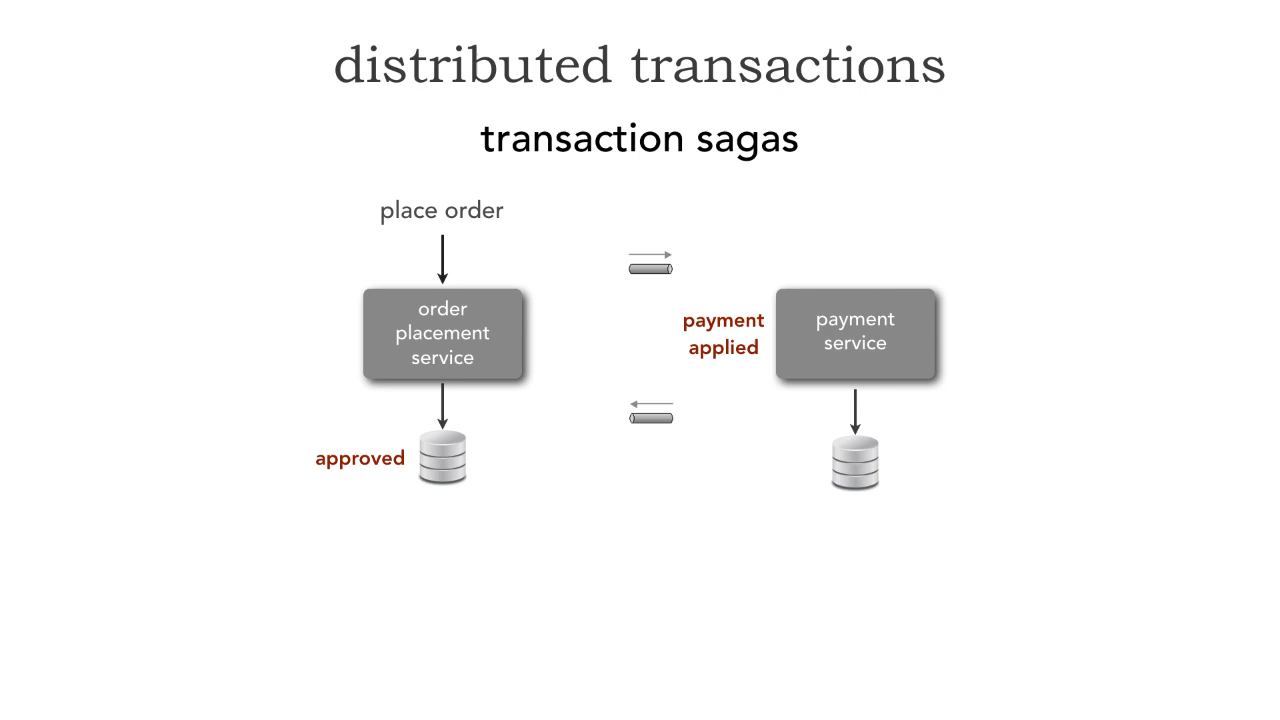 distributed transactions
transaction sagas
place order
order
placement
service
payment
applied
payment
service
approved